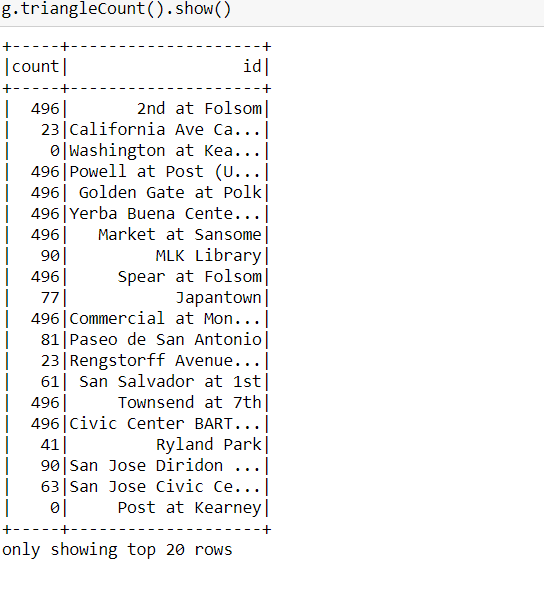 g.triangleCount().show()
+-----+--------------------+
|count|                  id|
+-----+--------------------+
|  496|       2nd at Folsom|
|   23|California Ave Ca...|
|    0|Washington at Kea...|
|  496|Powell at Post (U...|
|  496| Golden Gate at Polk|
|  496|Yerba Buena Cente...|
|  496|   Market at Sansome|
|   90|         MLK Library|
|  496|     Spear at Folsom|
|   77|           Japantown|
|  496|Commercial at Mon...|
|   81|Paseo de San Antonio|
|   23|Rengstorff Avenue...|
|   61| San Salvador at 1st|
|  496|     Townsend at 7th|
|  496|Civic Center BART...|
|   41|         Ryland Park|
|   90|San Jose Diridon ...|
|   63|San Jose Civic Ce...|
|    0|     Post at Kearney|
+-----+--------------------+
only showing top 20 rows